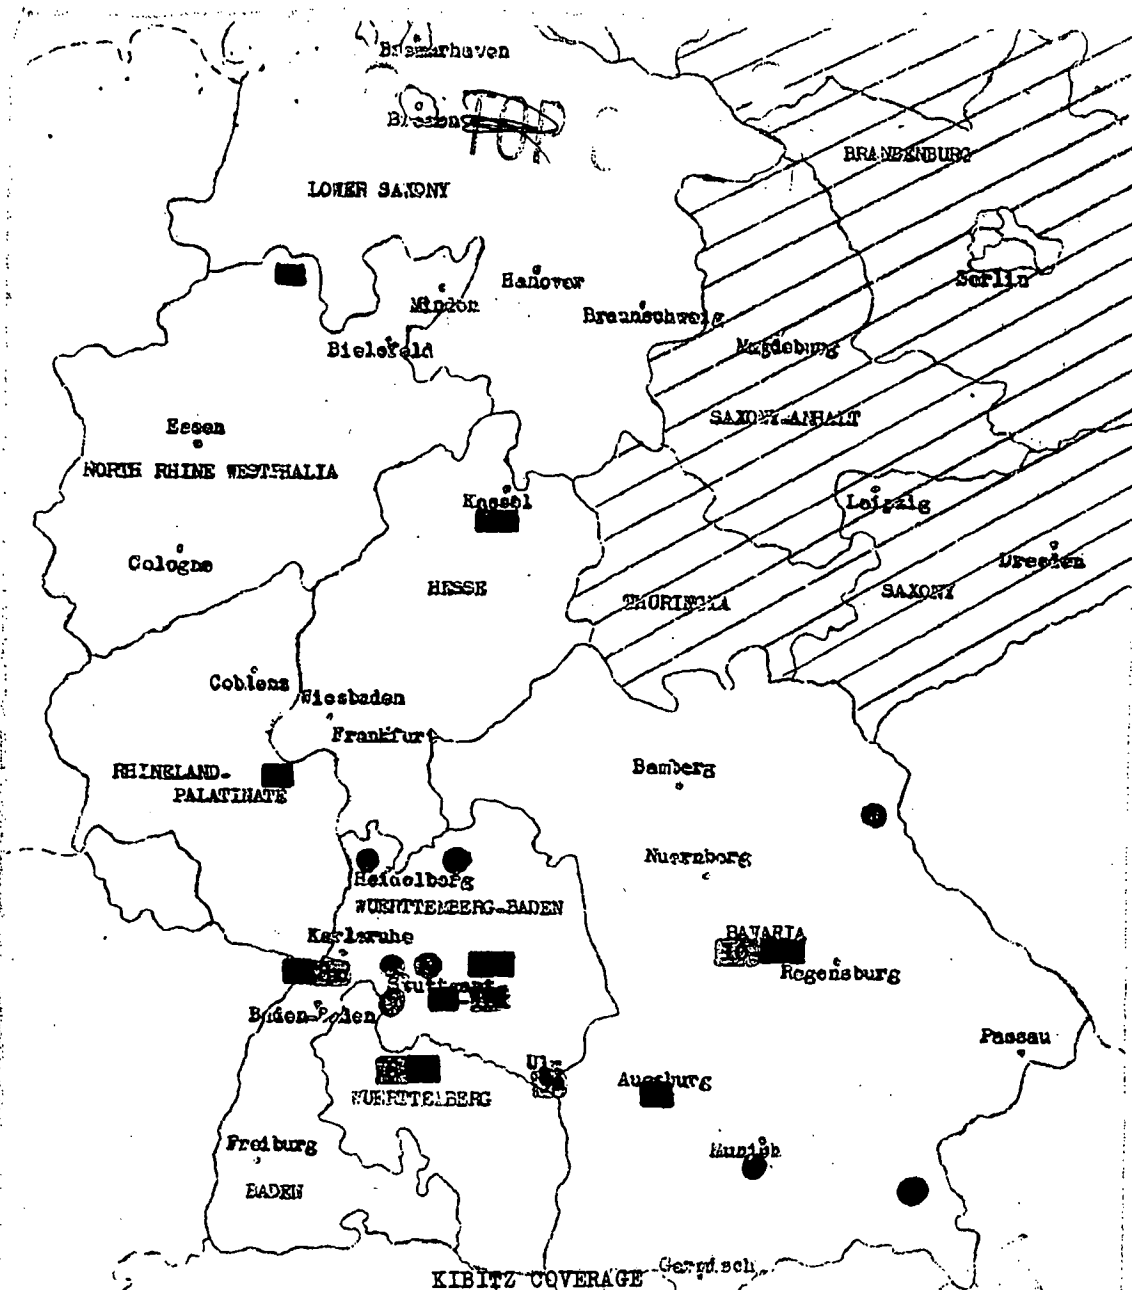 Bremerhaven
Bremen
TOP
LOWER SAXONY
BRANDENBURG
Berlin
Hanover
Minden
Braunschweig
Bielefeld
Magdeburg
SAXONY-ANHALT
Essen
NORTH RHINE WESTPHALIA
Kassel
Leipzig
Cologne
Dresden
HESSE
THURINGIA
SAXONY
Coblenz
Wiesbaden
Frankfurt
RHINELAND-
PALATINATE
Bamberg
Nuernberg
Heidelberg
WUERTTEMBERG-BADEN
Karlsruhe
BAVARIA
Regensburg
Stuttgart
Baden-Baden
Passau
Ulm
Augsburg
WUERTTEMBERG
Freiburg
Munich
BADEN
Garmisch
KIBITZ COVERAGE